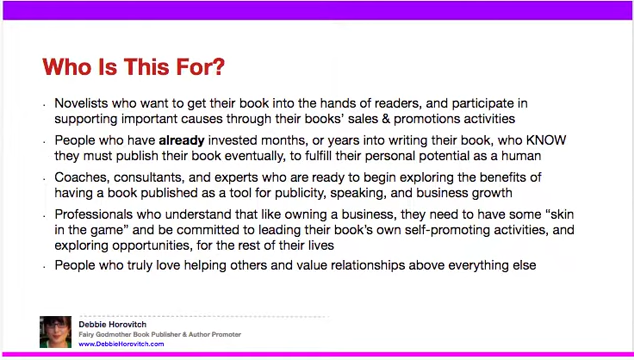 Who Is This For?
· Novelists who want to get their book into the hands of readers, and participate in
supporting important causes through their books' sales & promotions activities
· People who have already invested months, or years into writing their book, who KNOW
they must publish their book eventually, to fulfill their personal potential as a human
· Coaches, consultants, and experts who are ready to begin exploring the benefits of
having a book published as a tool for publicity, speaking, and business growth
· Professionals who understand that like owning a business, they need to have some “skin
in the game” and be committed to leading their book's own self-promoting activities, and
exploring opportunities, for the rest of their lives
· People who truly love helping others and value relationships above everything else
Debbie Horovitch
Fairy Godmother Book Publisher & Author Promoter
www.DebbieHorovitch.com